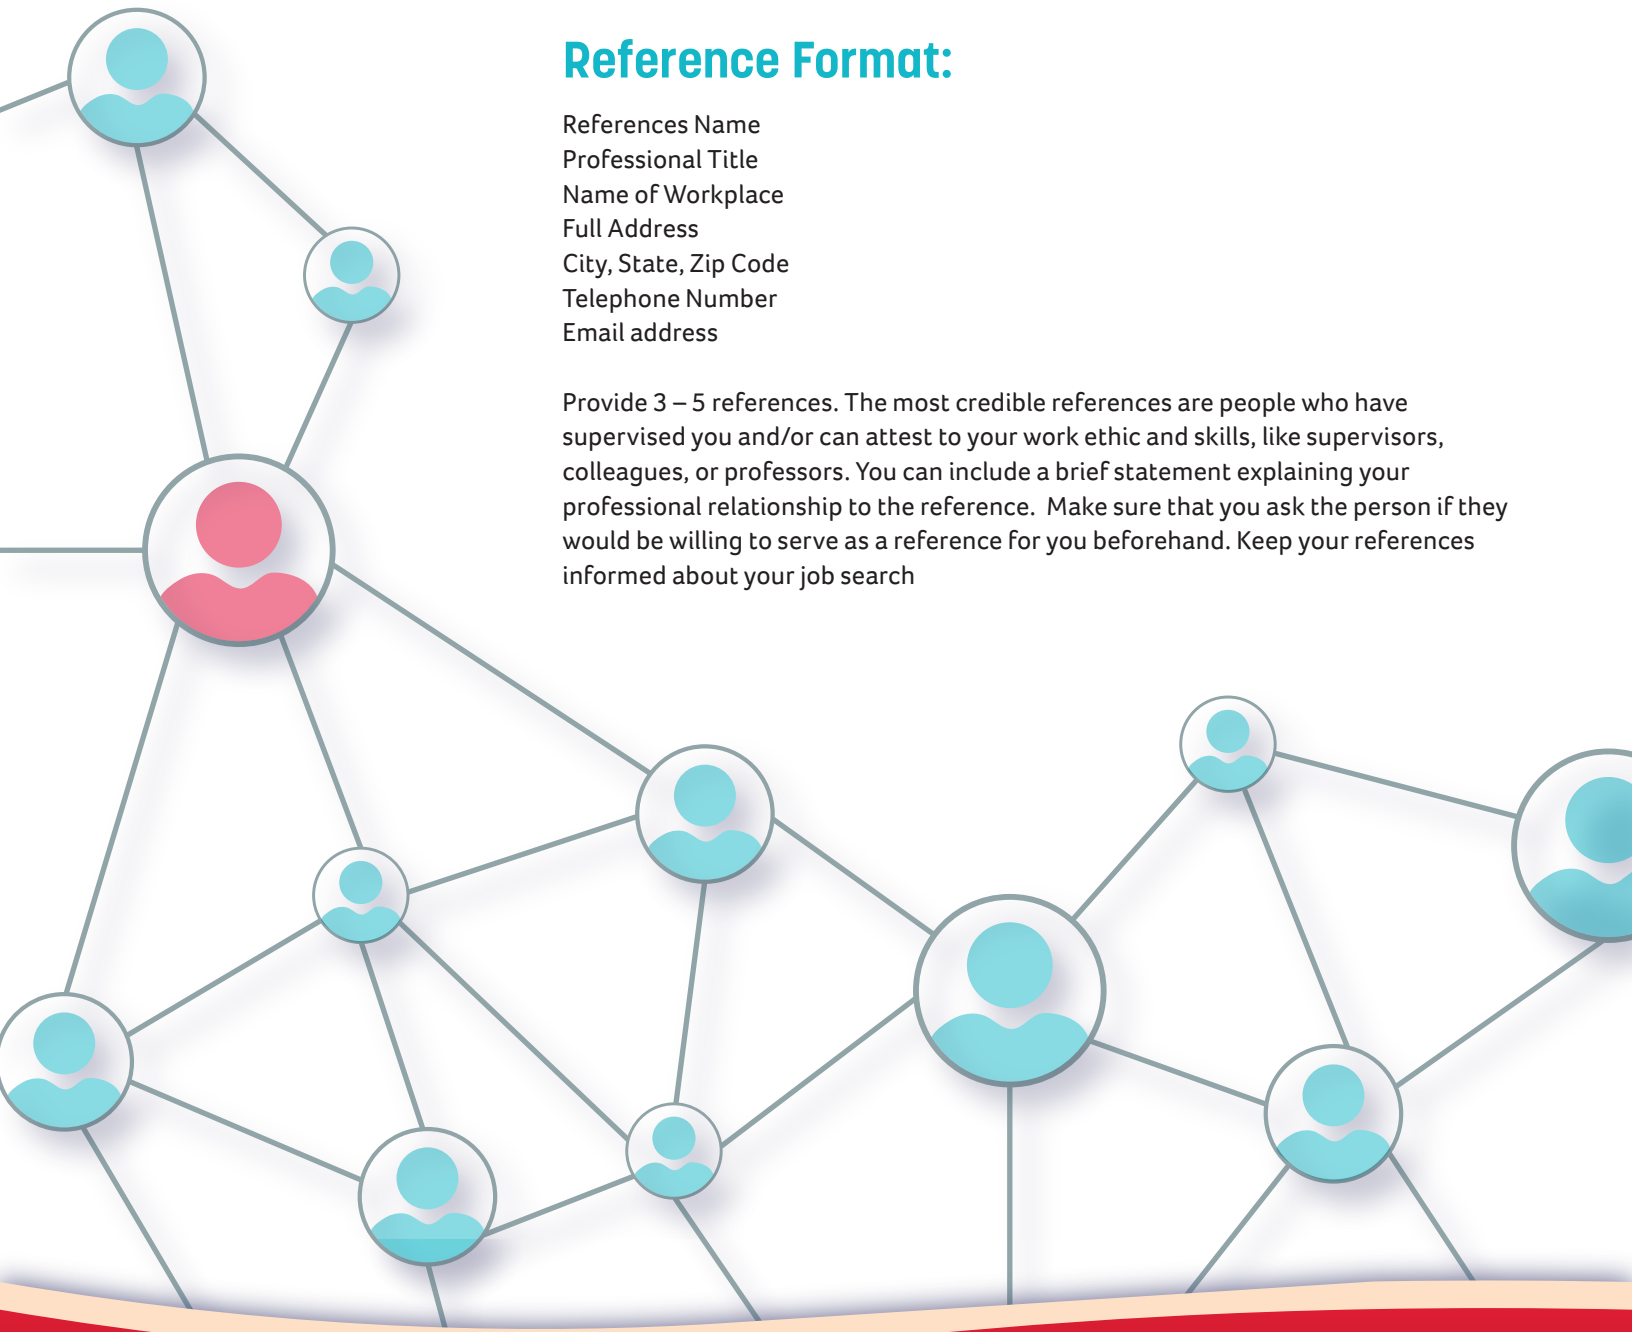 Reference Format:
References Name
Professional Title
Name of Workplace
Full Address
City, State, Zip Code
Telephone Number
Email address
Provide 3 – 5 references. The most credible references are people who have
supervised you and/or can attest to your work ethic and skills, like supervisors,
colleagues, or professors. You can include a brief statement explaining your
professional relationship to the reference.  Make sure that you ask the person if they
would be willing to serve as a reference for you beforehand. Keep your references
informed about your job search